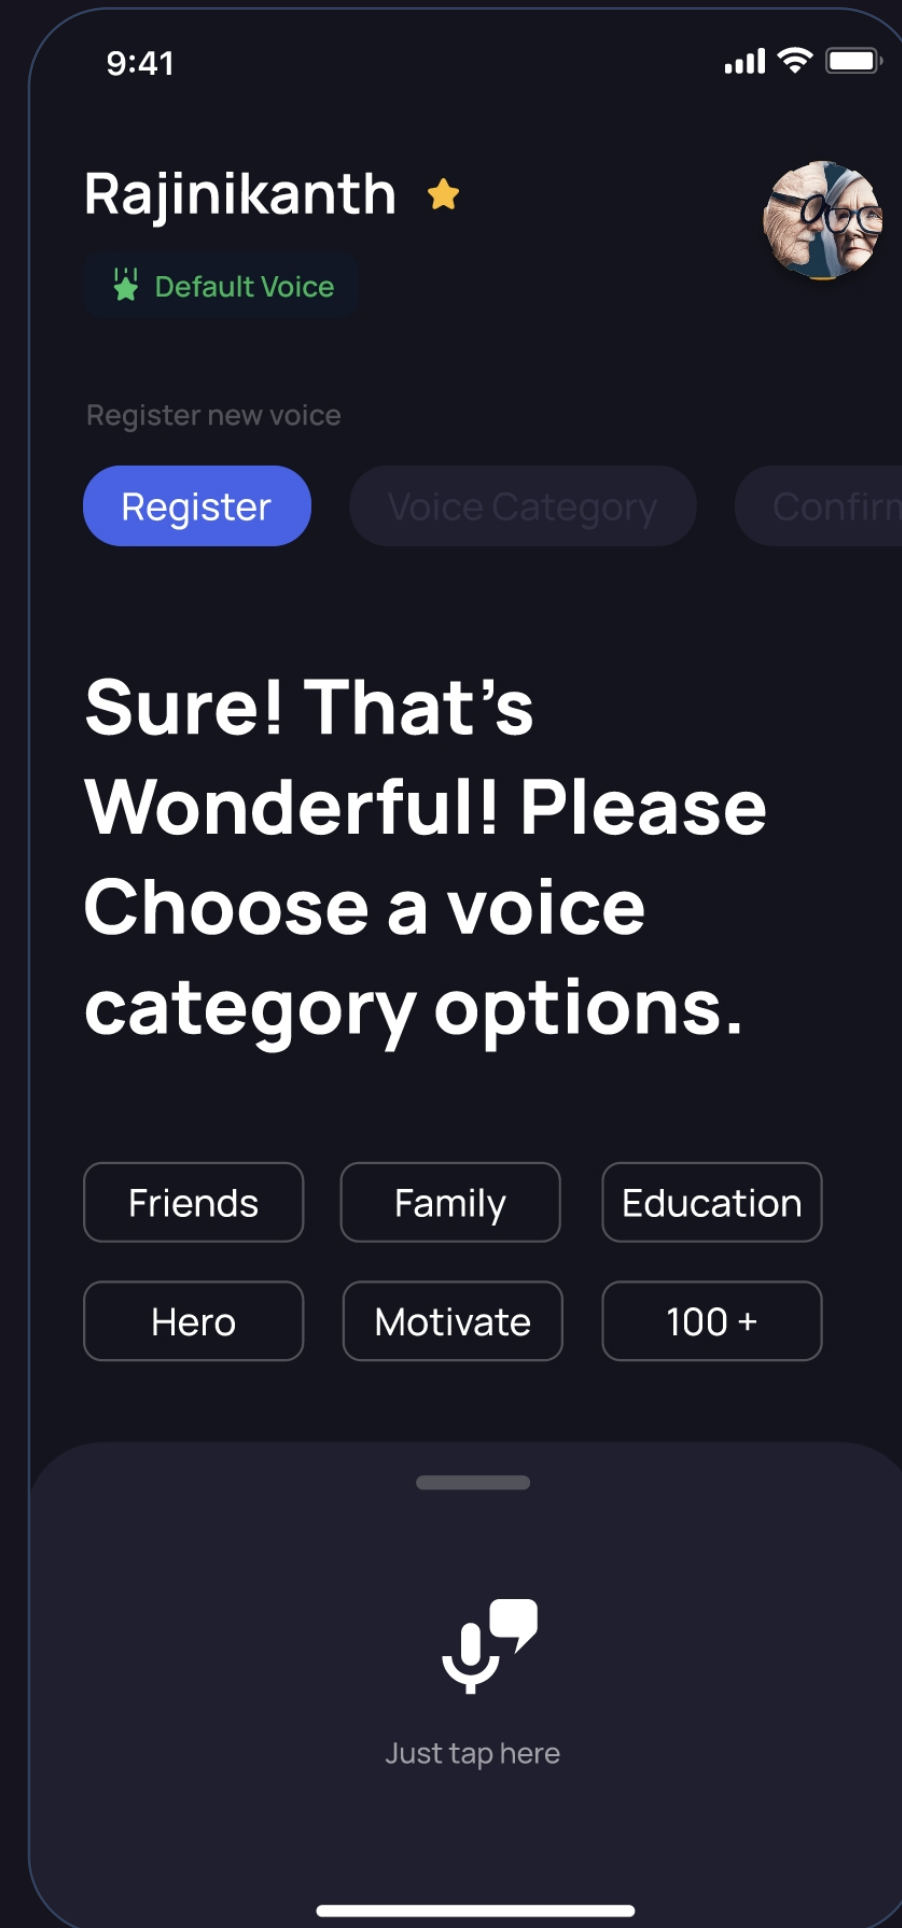 9:41
Rajinikanth
Default Voice
Register new voice
Register Voice Category Confirm
Sure! That's
Wonderful! Please
Choose a voice
category options.
Friends Family Education
Hero Motivate 100 +
Just tap here